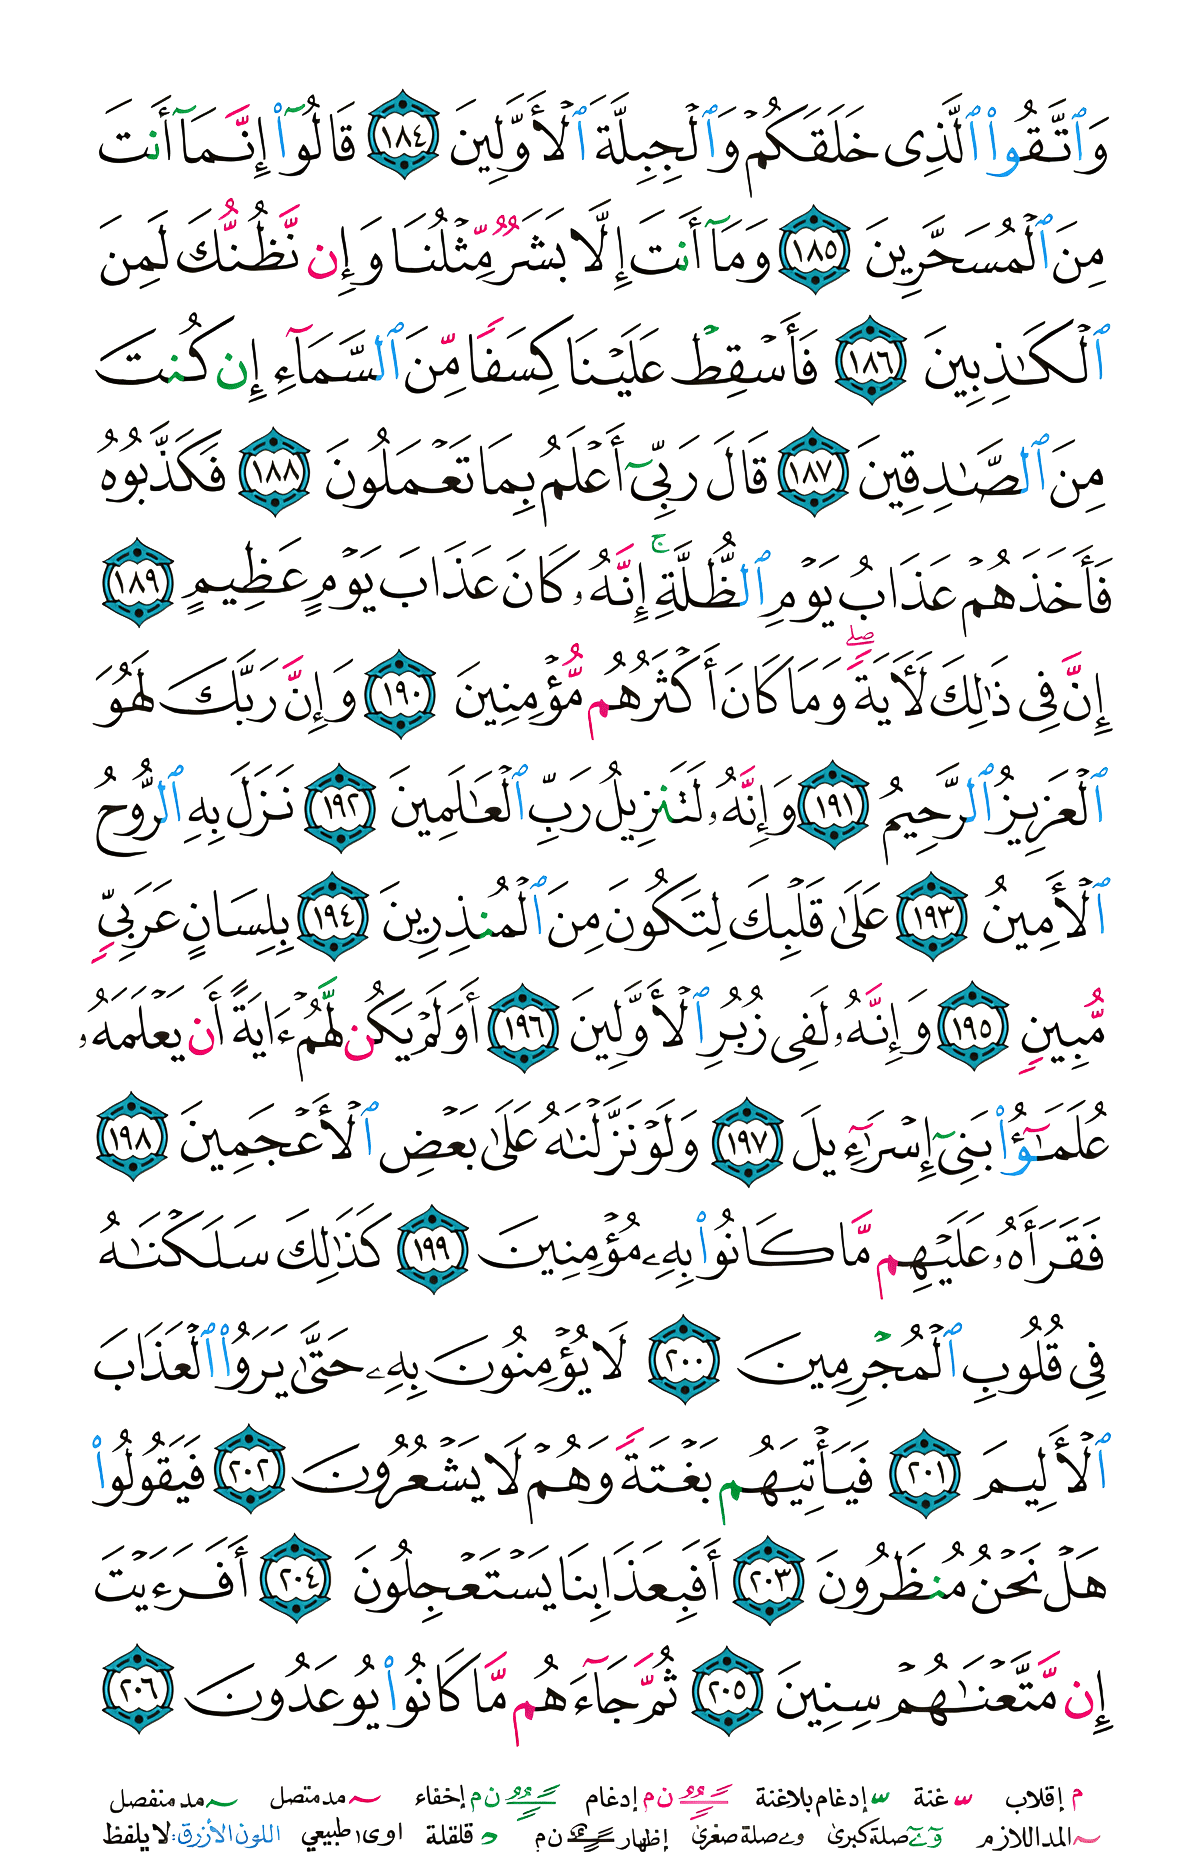 وَٱتَّقُوا۟ ٱلَّذِى خَلَقَكُمْ وَٱلْجِبِلَّةَ ٱلْأَوَّلِينَ ١٨٤ قَالُوٓا۟ إِنَّمَآ أَنتَ
مِنَ ٱلْمُسَحَّرِينَ ١٨٥ وَمَآ أَنتَ إِلَّا بَشَرٌ مِّثْلُنَا وَإِن نَّظُنُّكَ لَمِنَ
ٱلْكَـٰذِبِينَ ١٨٦ فَأَسْقِطْ عَلَيْنَا كِسَفًا مِّنَ ٱلسَّمَآءِ إِن كُنتَ
مِنَ ٱلصَّـٰدِقِينَ ١٨٧ قَالَ رَبِّىٓ أَعْلَمُ بِمَا تَعْمَلُونَ ١٨٨ فَكَذَّبُوهُ
فَأَخَذَهُمْ عَذَابُ يَوْمِ ٱلظُّلَّةِ ۚ إِنَّهُۥ كَانَ عَذَابَ يَوْمٍ عَظِيمٍ ١٨٩
إِنَّ فِى ذَٰلِكَ لَـَٔايَةً ۖ وَمَا كَانَ أَكْثَرُهُم مُّؤْمِنِينَ ١٩٠ وَإِنَّ رَبَّكَ لَهُوَ
ٱلْعَزِيزُ ٱلرَّحِيمُ ١٩١ وَإِنَّهُۥ لَتَنزِيلُ رَبِّ ٱلْعَـٰلَمِينَ ١٩٢ نَزَلَ بِهِ ٱلرُّوحُ
ٱلْأَمِينُ ١٩٣ عَلَىٰ قَلْبِكَ لِتَكُونَ مِنَ ٱلْمُنذِرِينَ ١٩٤ بِلِسَانٍ عَرَبِىٍّ
مُّبِينٍ ١٩٥ وَإِنَّهُۥ لَفِى زُبُرِ ٱلْأَوَّلِينَ ١٩٦ أَوَلَمْ يَكُن لَّهُمْ ءَايَةً أَن يَعْلَمَهُۥ
عُلَمَـٰٓؤُا۟ بَنِىٓ إِسْرَٰٓءِيلَ ١٩٧ وَلَوْ نَزَّلْنَـٰهُ عَلَىٰ بَعْضِ ٱلْأَعْجَمِينَ ١٩٨
فَقَرَأَهُۥ عَلَيْهِم مَّا كَانُوا۟ بِهِۦ مُؤْمِنِينَ ١٩٩ كَذَٰلِكَ سَلَكْنَـٰهُ
فِى قُلُوبِ ٱلْمُجْرِمِينَ ٢٠٠ لَا يُؤْمِنُونَ بِهِۦ حَتَّىٰ يَرَوُا۟ ٱلْعَذَابَ
ٱلْأَلِيمَ ٢٠١ فَيَأْتِيَهُم بَغْتَةً وَهُمْ لَا يَشْعُرُونَ ٢٠٢ فَيَقُولُوا۟
هَلْ نَحْنُ مُنظَرُونَ ٢٠٣ أَفَبِعَذَابِنَا يَسْتَعْجِلُونَ ٢٠٤ أَفَرَءَيْتَ
إِن مَّتَّعْنَـٰهُمْ سِنِينَ ٢٠٥ ثُمَّ جَآءَهُم مَّا كَانُوا۟ يُوعَدُونَ ٢٠٦
م إقلاب ّ غنة ّ إدغام بلاغنة ـًـٍـٌ ن م إدغام ـًـٍـٌ ن م إخفاء ~ مد متصل ~ مد منفصل
~ المد اللازم وٓ ےٓ صلة كبرى و ے صلة صغرى إظهار ـًـٍـٌ ن م ْ قلقلة ا و ى طبيعي اللون الأزرق: لا يلفظ